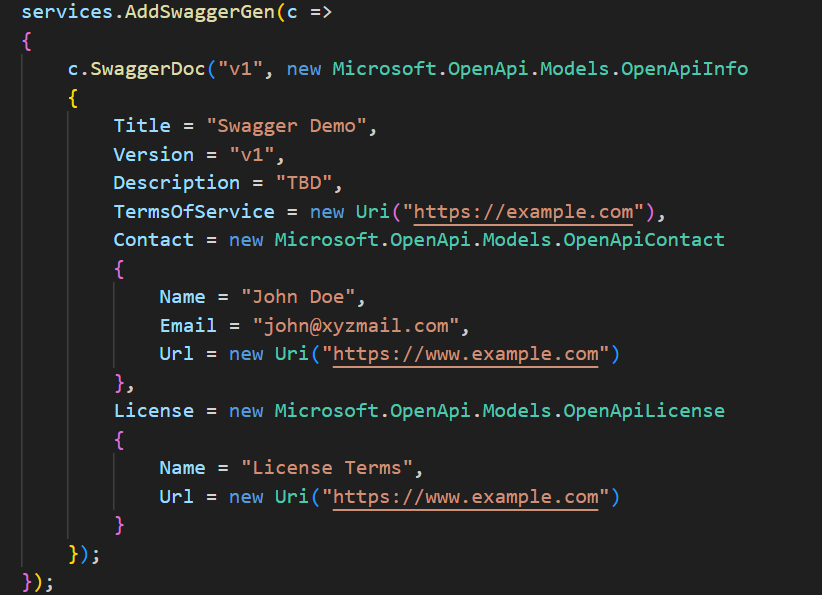 services.AddSwaggerGen(c =>
{
    c.SwaggerDoc("v1", new Microsoft.OpenApi.Models.OpenApiInfo
    {
        Title = "Swagger Demo",
        Version = "v1",
        Description = "TBD",
        TermsOfService = new Uri("https://example.com"),
        Contact = new Microsoft.OpenApi.Models.OpenApiContact
        {
            Name = "John Doe",
            Email = "john@xyzmail.com",
            Url = new Uri("https://www.example.com")
        },
        License = new Microsoft.OpenApi.Models.OpenApiLicense
        {
            Name = "License Terms",
            Url = new Uri("https://www.example.com")
        }
    });
});